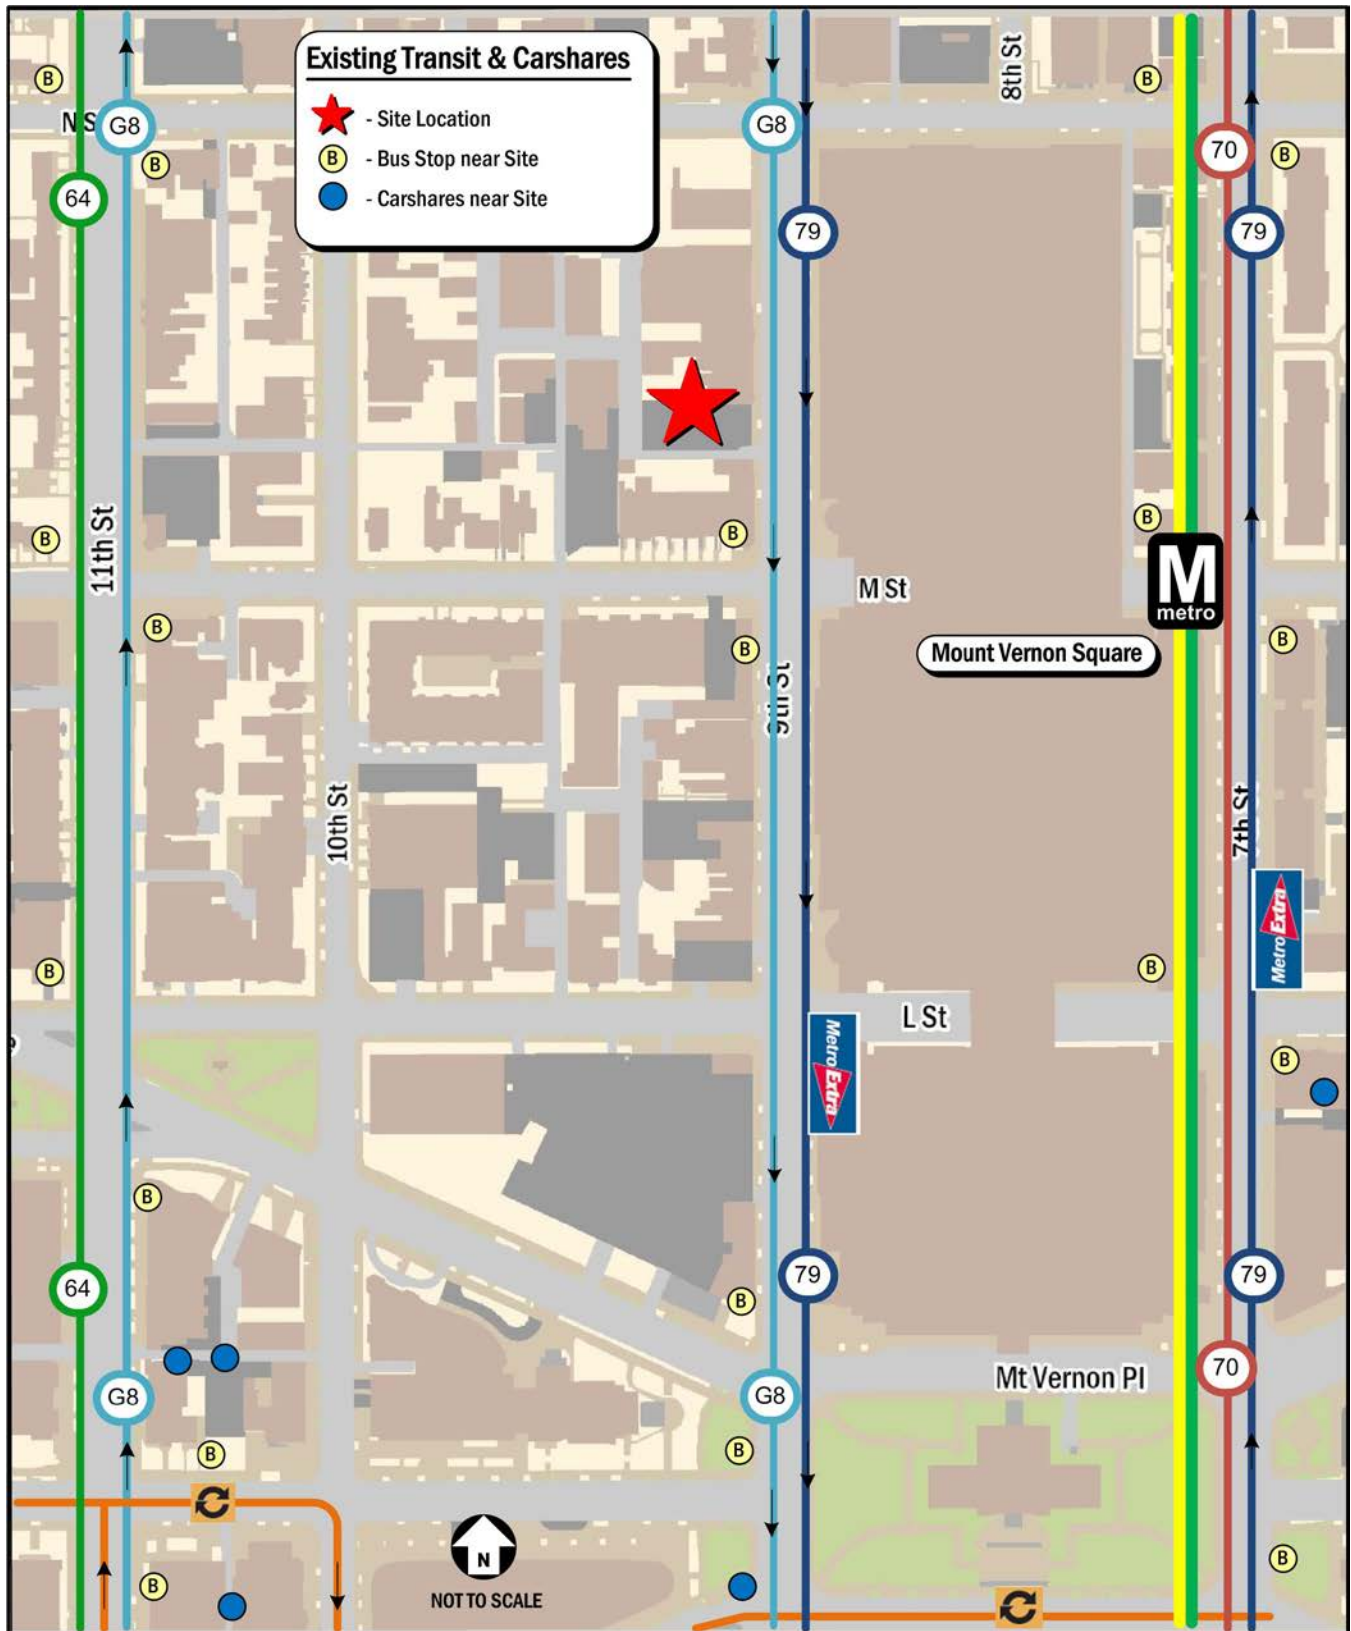 Existing Transit & Carshares
- Site Location
B - Bus Stop near Site
- Carshares near Site
8th St
B
B
N S
G8
G8
70
B
B
64
79
79
11th St
B
B
B
M
metro
M St
B
B
B
Mount Vernon Square
9th St
10th St
7th St
MetroExtra
B
B
L St
MetroExtra
B
B
64
79
79
B
70
Mt Vernon Pl
G8
G8
B
B
N
NOT TO SCALE
B
B